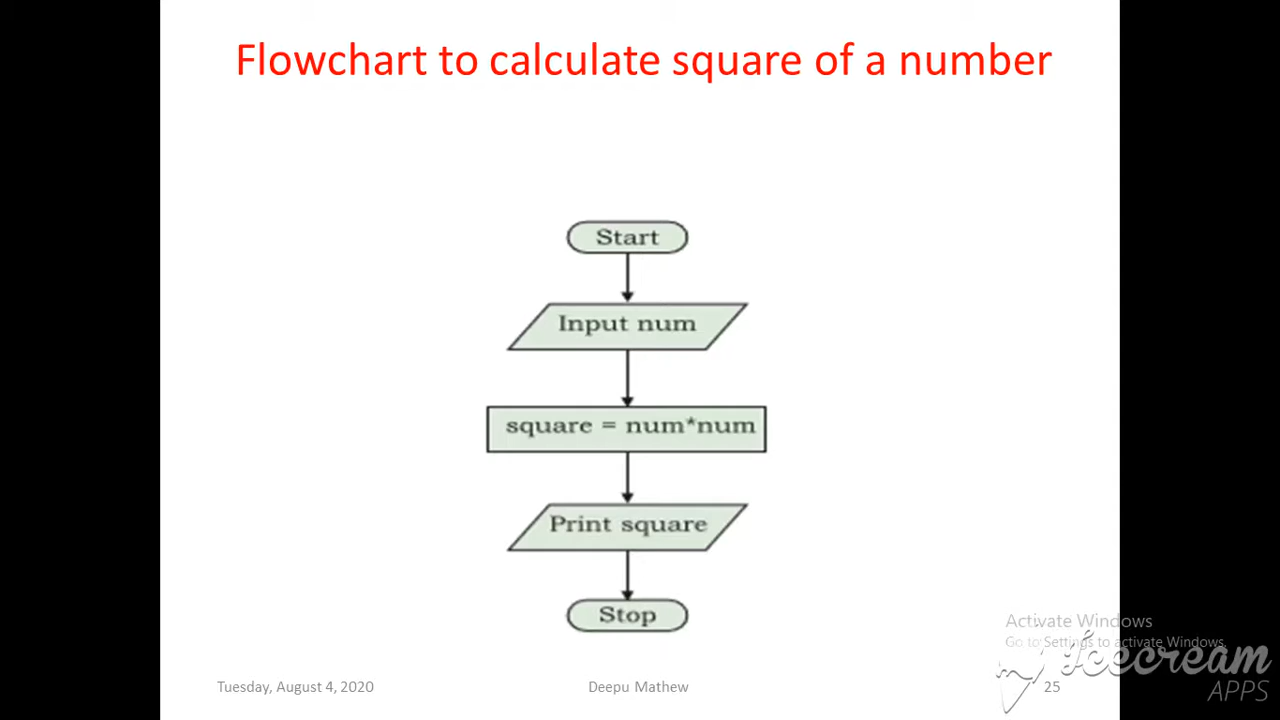 Flowchart to calculate square of a number
Start
Input num
square = num*num
Print square
Stop
Activate Windows
Go to Settings to activate Windows.
Icecream
APPS
Tuesday, August 4, 2020
Deepu Mathew
25